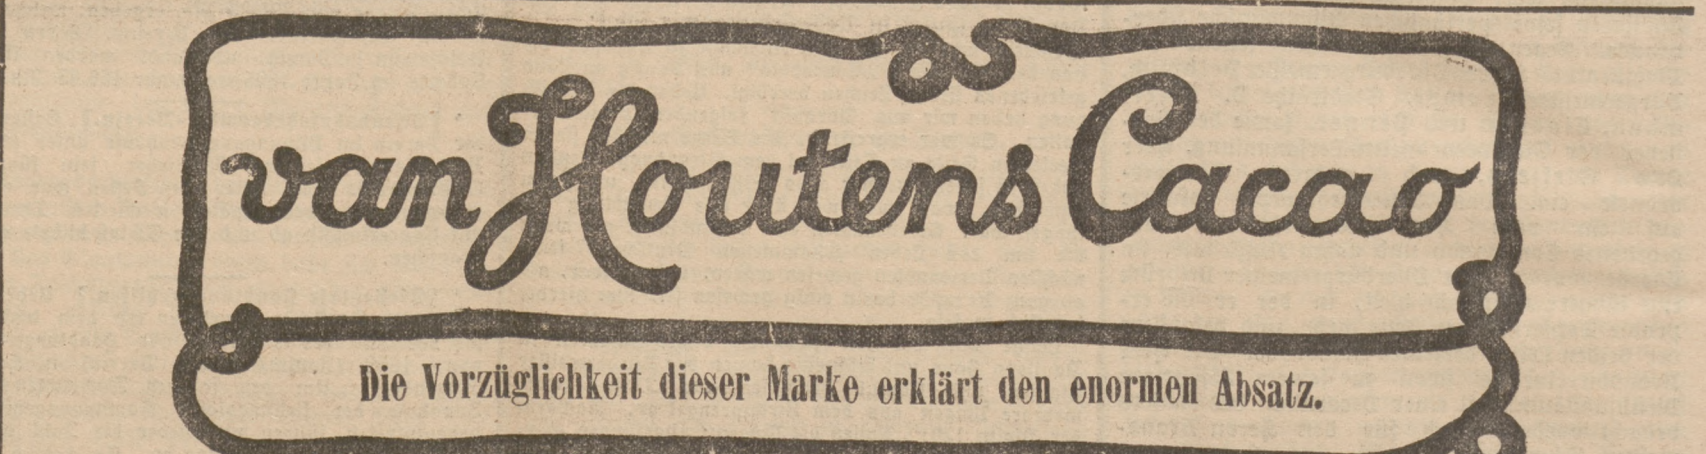 van Houtens Cacao
Die Vorzüglichkeit dieser Marke erklärt den enormen Absatz.